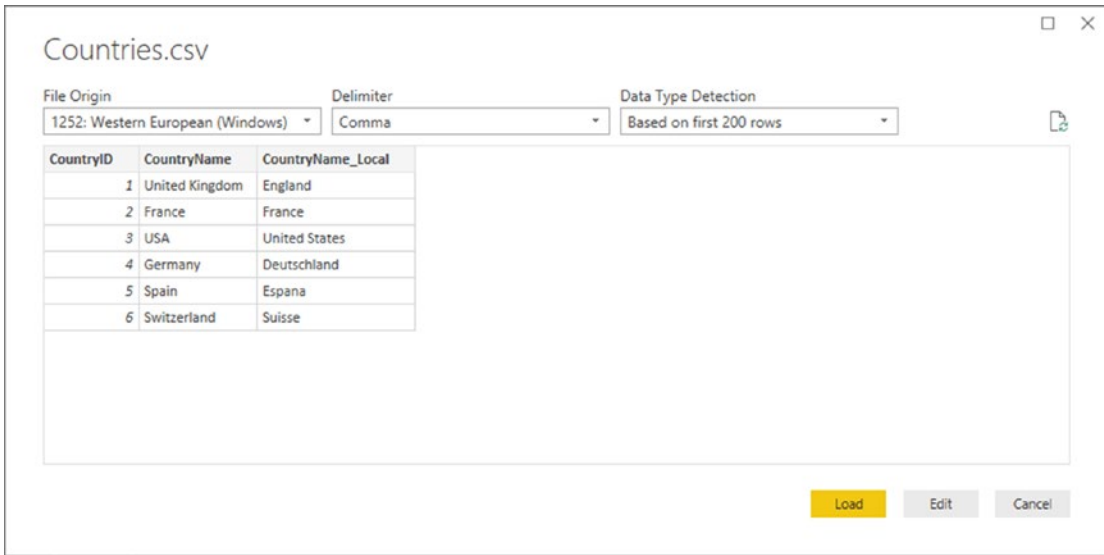 Countries.csv
File Origin Delimiter Data Type Detection
1252: Western European (Windows) Comma Based on first 200 rows
CountryID CountryName CountryName_Local
1 United Kingdom England
2 France France
3 USA United States
4 Germany Deutschland
5 Spain Espana
6 Switzerland Suisse
Load Edit Cancel